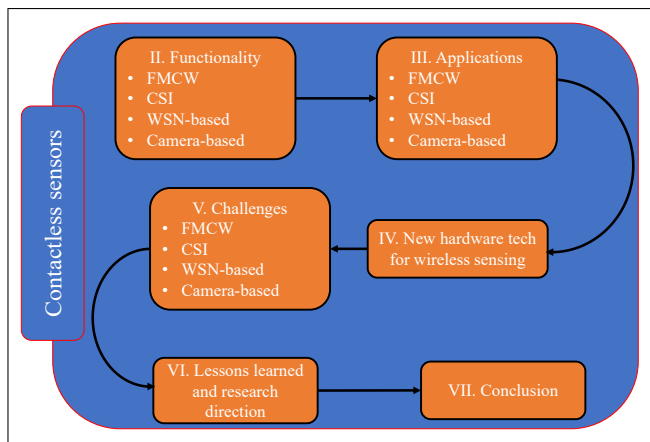 Contactless sensors
II. Functionality
• FMCW
• CSI
• WSN-based
• Camera-based
III. Applications
• FMCW
• CSI
• WSN-based
• Camera-based
IV. New hardware tech
for wireless sensing
V. Challenges
• FMCW
• CSI
• WSN-based
• Camera-based
VI. Lessons learned
and research
direction
VII. Conclusion